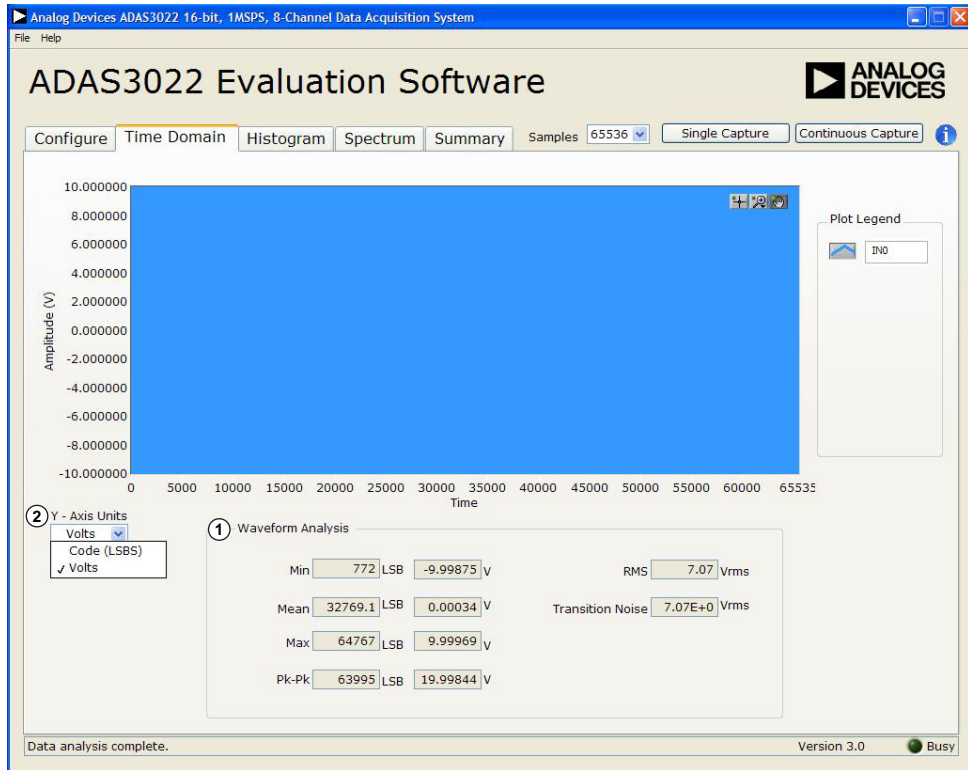 Analog Devices ADAS3022 16-bit, 1MSPS, 8-Channel Data Acquisition System
File Help
ADAS3022 Evaluation Software
ANALOG
DEVICES
Configure Time Domain Histogram Spectrum Summary Samples 65536 Single Capture Continuous Capture i
10.000000
8.000000
6.000000
4.000000
2.000000
0.000000
-2.000000
-4.000000
-6.000000
-8.000000
-10.000000
Amplitude (V)
0 5000 10000 15000 20000 25000 30000 35000 40000 45000 50000 55000 60000 65535
Time
Plot Legend
IN0
2 Y - Axis Units
Volts
Code (LSBS)
✓ Volts
1 Waveform Analysis
Min 772 LSB -9.99875 V RMS 7.07 Vrms
Mean 32769.1 LSB 0.00034 V Transition Noise 7.07E+0 Vrms
Max 64767 LSB 9.99969 V
Pk-Pk 63995 LSB 19.99844 V
Data analysis complete. Version 3.0 Busy